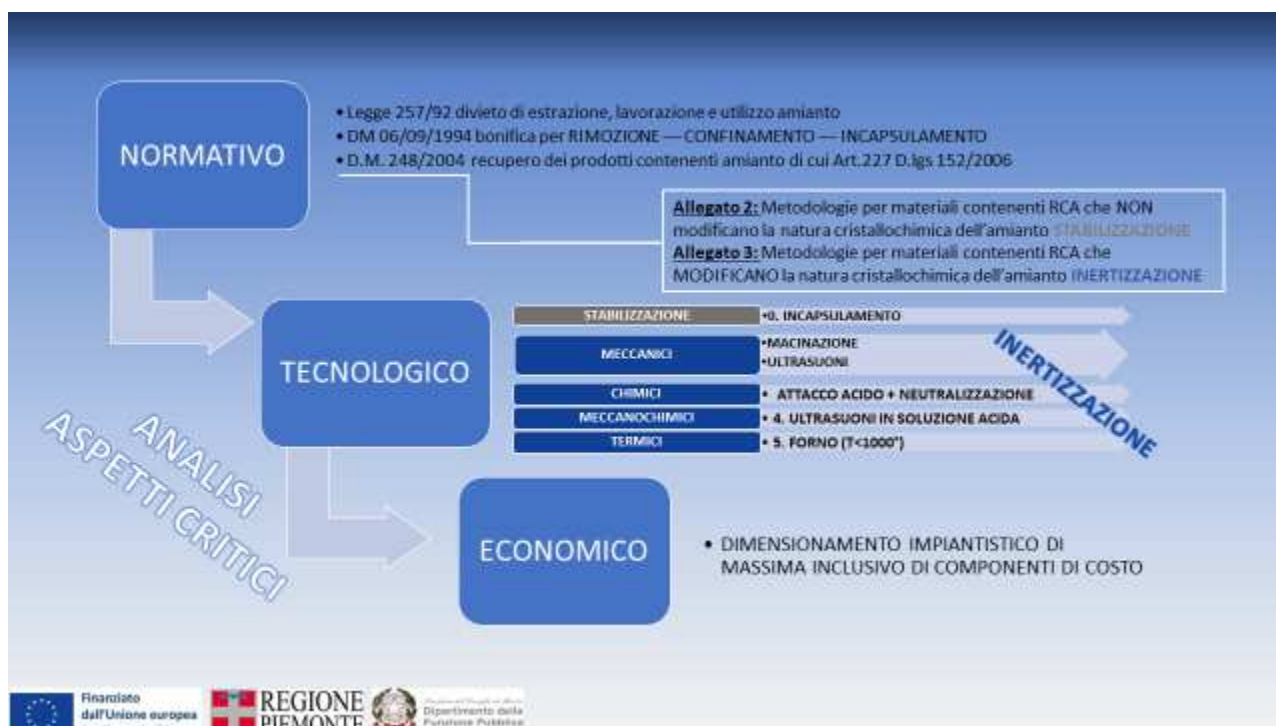 NORMATIVO
• Legge 257/92 divieto di estrazione, lavorazione e utilizzo amianto
• DM 06/09/1994 bonifica per RIMOZIONE — CONFINAMENTO — INCAPSULAMENTO
• D.M. 248/2004 recupero dei prodotti contenenti amianto di cui Art.227 D.lgs 152/2006
Allegato 2: Metodologie per materiali contenenti RCA che NON
modificano la natura cristallochimica dell'amianto STABILIZZAZIONE
Allegato 3: Metodologie per materiali contenenti RCA che
MODIFICANO la natura cristallochimica dell'amianto INERTIZZAZIONE
TECNOLOGICO
STABILIZZAZIONE
•0. INCAPSULAMENTO
MECCANICI
•MACINAZIONE
•ULTRASUONI
CHIMICI
• ATTACCO ACIDO + NEUTRALIZZAZIONE
MECCANOCHIMICI
• 4. ULTRASUONI IN SOLUZIONE ACIDA
TERMICI
• 5. FORNO (T<1000°)
INERTIZZAZIONE
ANALISI
ASPETTI CRITICI
ECONOMICO
• DIMENSIONAMENTO IMPIANTISTICO DI
MASSIMA INCLUSIVO DI COMPONENTI DI COSTO
Finanziato
dall'Unione europea
REGIONE
PIEMONTE
Dipartimento della
Funzione Pubblica